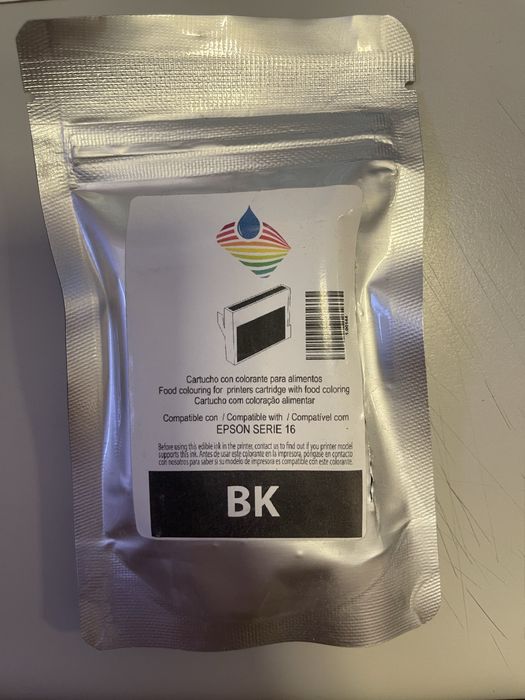 Cartucho con colorante para alimentos
Food colouring for printers cartridge with food coloring
Cartucho com coloração alimentar
Compatible con / Compatible with / Compatível com
EPSON SERIE 16
Before using this edible ink in the printer, contact us to find out if you printer model
supports this ink. Antes de usar este colorante en la impresora, póngase en contacto
con nosotros para saber si su modelo de impresora es compatible con este colorante.
BK